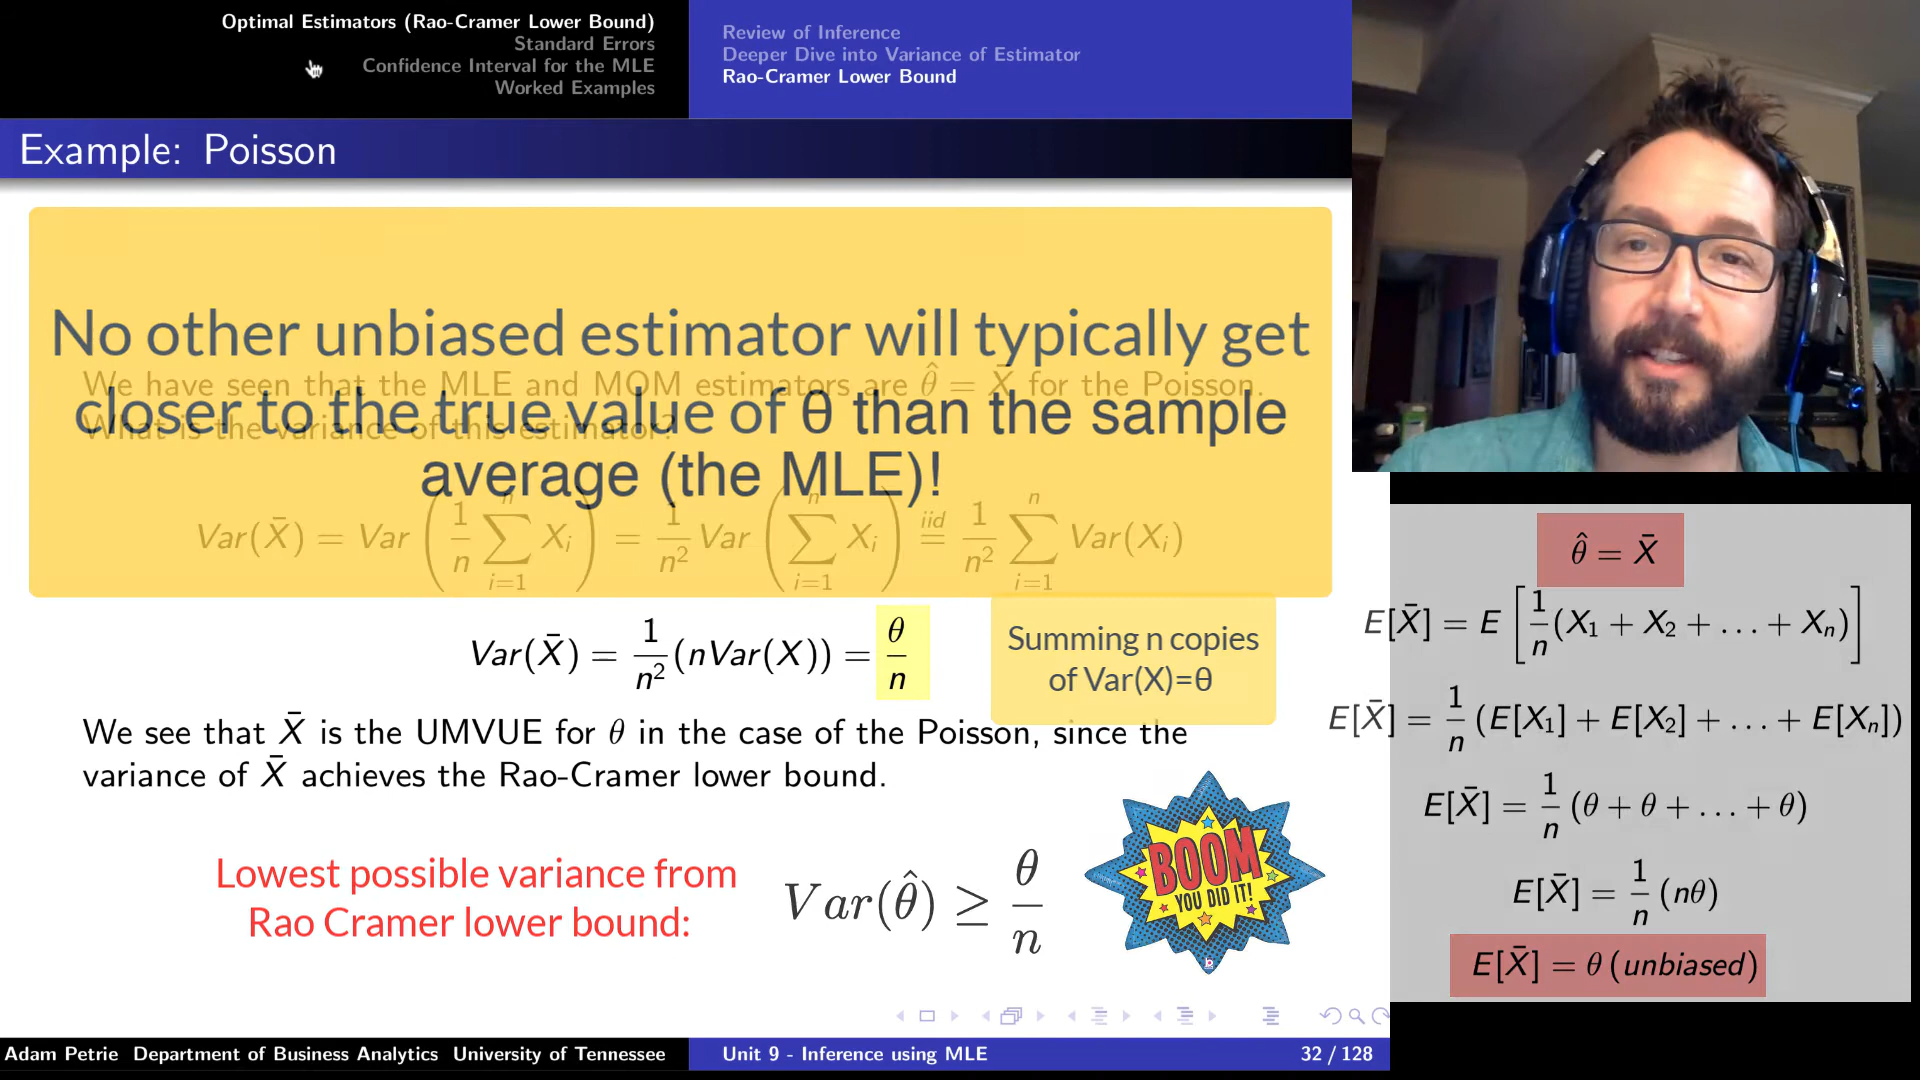 Optimal Estimators (Rao-Cramer Lower Bound)
Standard Errors
Confidence Interval for the MLE
Worked Examples
Review of Inference
Deeper Dive into Variance of Estimator
Rao-Cramer Lower Bound
Example: Poisson
No other unbiased estimator will typically get
closer to the true value of θ than the sample
average (the MLE)!
We have seen that the MLE and MOM estimators are θ̂ = X̄ for the Poisson.
What is the variance of this estimator?
Var(X̄) = Var(1/n ∑_{i=1}^{n} X_i) = 1/n² Var(∑_{i=1}^{n} X_i) =^{iid} 1/n² ∑_{i=1}^{n} Var(X_i)
Var(X̄) = 1/n² (nVar(X)) = θ/n
Summing n copies
of Var(X)=θ
We see that X̄ is the UMVUE for θ in the case of the Poisson, since the
variance of X̄ achieves the Rao-Cramer lower bound.
Lowest possible variance from
Rao Cramer lower bound:
Var(θ̂) ≥ θ/n
BOOM
YOU DID IT!
θ̂ = X̄
E[X̄] = E[1/n (X₁ + X₂ + … + Xₙ)]
E[X̄] = 1/n (E[X₁] + E[X₂] + … + E[Xₙ])
E[X̄] = 1/n (θ + θ + … + θ)
E[X̄] = 1/n (nθ)
E[X̄] = θ (unbiased)
Adam Petrie Department of Business Analytics University of Tennessee
Unit 9 - Inference using MLE
32 / 128